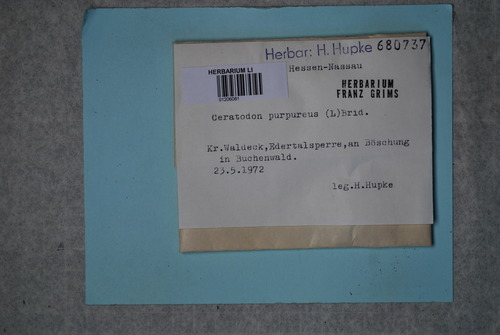 Herbar: H. Hupke 680737
HERBARIUM LI
Hessen-Nassau
HERBARIUM
FRANZ GRIMS
Ceratodon purpureus (L)Brid.
Kr.Waldeck,Edertalsperre,an Böschung
in Buchenwald.
23.5.1972
leg.H.Hupke